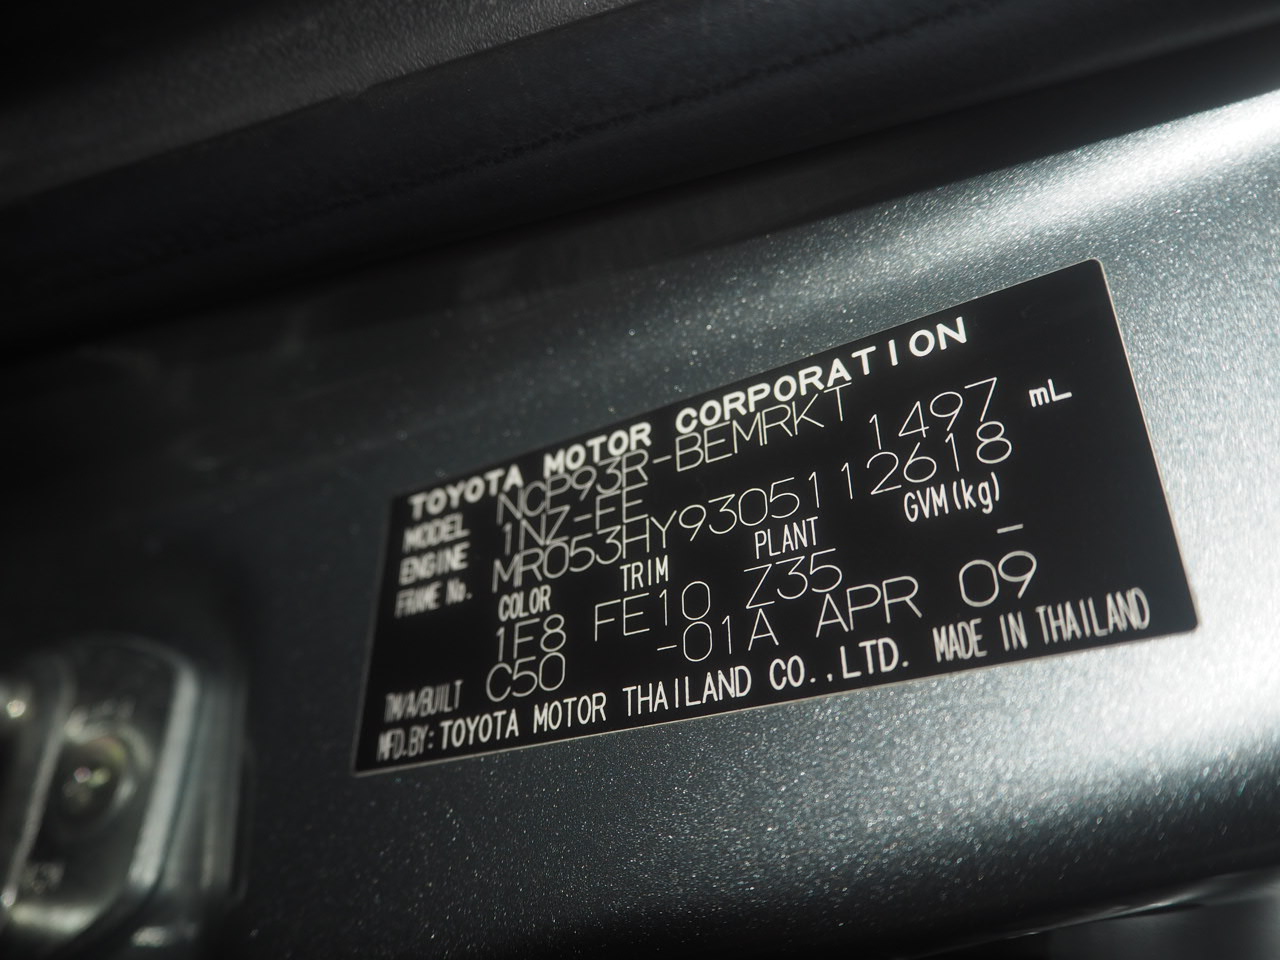 TOYOTA MOTOR CORPORATION
MODEL NCP93R-BEMRKT
ENGINE 1NZ-FE 1497 mL
FRAME No. MR053HY9305112618
COLOR TRIM PLANT GVM(kg)
1F8 FE10 Z35 –
TM/A/BUILT C50 -01A APR 09
MFD.BY: TOYOTA MOTOR THAILAND CO.,LTD. MADE IN THAILAND